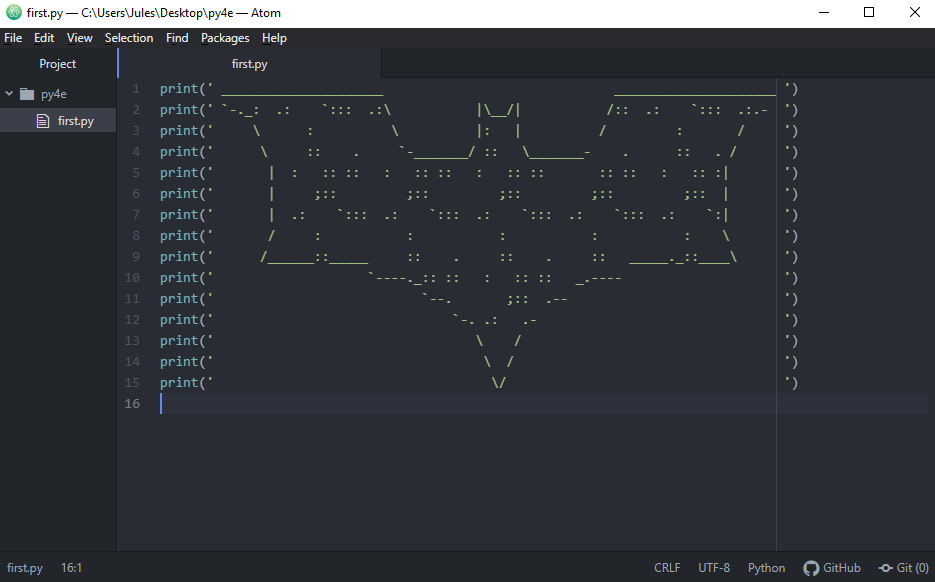 first.py — C:\Users\Jules\Desktop\py4e — Atom
File Edit View Selection Find Packages Help
Project
first.py
py4e
first.py
1 print(' _____________________                              _____________________ ')
2 print(' `-._:  .:    `:::  .:\           |\__/|           /::  .:    `:::  .:.-  ')
3 print('     \      :          \          |:   |          /         :       /     ')
4 print('      \     ::    .     `-_______/ ::   \_______-    .      ::   . /      ')
5 print('       |  :   :: ::   :   :: ::   :   :: ::       :: ::   :   :: :|       ')
6 print('       |     ;::         ;::         ;::         ;::         ;::  |       ')
7 print('       |  .:    `:::  .:    `:::  .:    `:::  .:    `:::  .:    `:|       ')
8 print('       /     :           :           :           :           :    \       ')
9 print('      /______::_____     ::    .     ::    .     ::   _____._::____\      ')
10 print('                    `----._:: ::   :   :: ::   _.----                     ')
11 print('                           `--.       ;::  .--                            ')
12 print('                               `-. .:   .-                                ')
13 print('                                  \    /                                  ')
14 print('                                   \  /                                   ')
15 print('                                    \/                                    ')
16
first.py 16:1 CRLF UTF-8 Python GitHub Git (0)